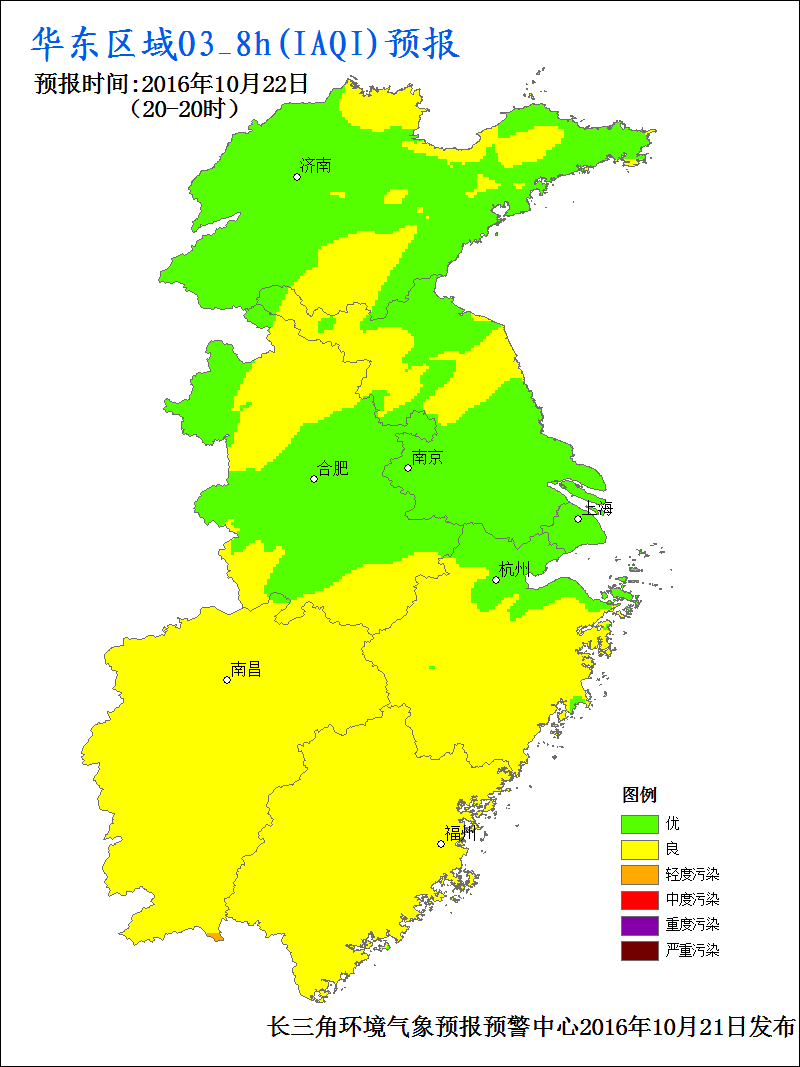 华东区域O3_8h(IAQI)预报
预报时间:2016年10月22日
（20-20时）
济南
合肥
南京
上海
杭州
南昌
福州
图例
优
良
轻度污染
中度污染
重度污染
严重污染
长三角环境气象预报预警中心2016年10月21日发布